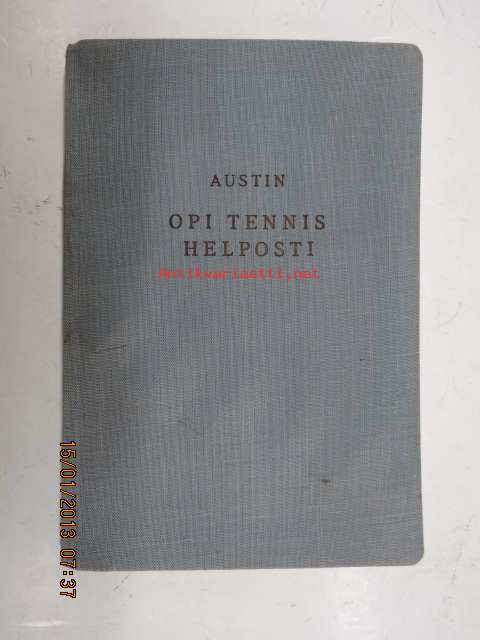 AUSTIN
OPI TENNIS
HELPOSTI
Antikvariaatti.net
15/01/2013 07:37